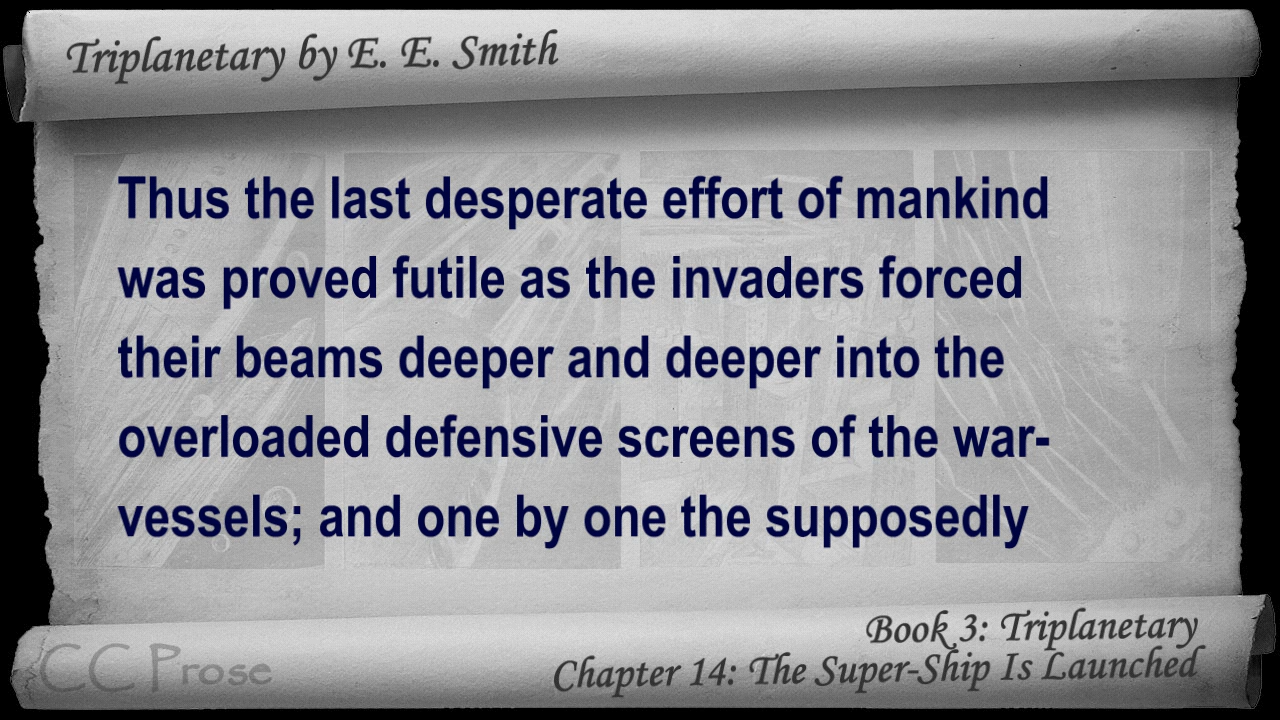 Triplanetary by E. E. Smith
Thus the last desperate effort of mankind
was proved futile as the invaders forced
their beams deeper and deeper into the
overloaded defensive screens of the war-
vessels; and one by one the supposedly
Book 3: Triplanetary
Chapter 14: The Super-Ship Is Launched
CC Prose